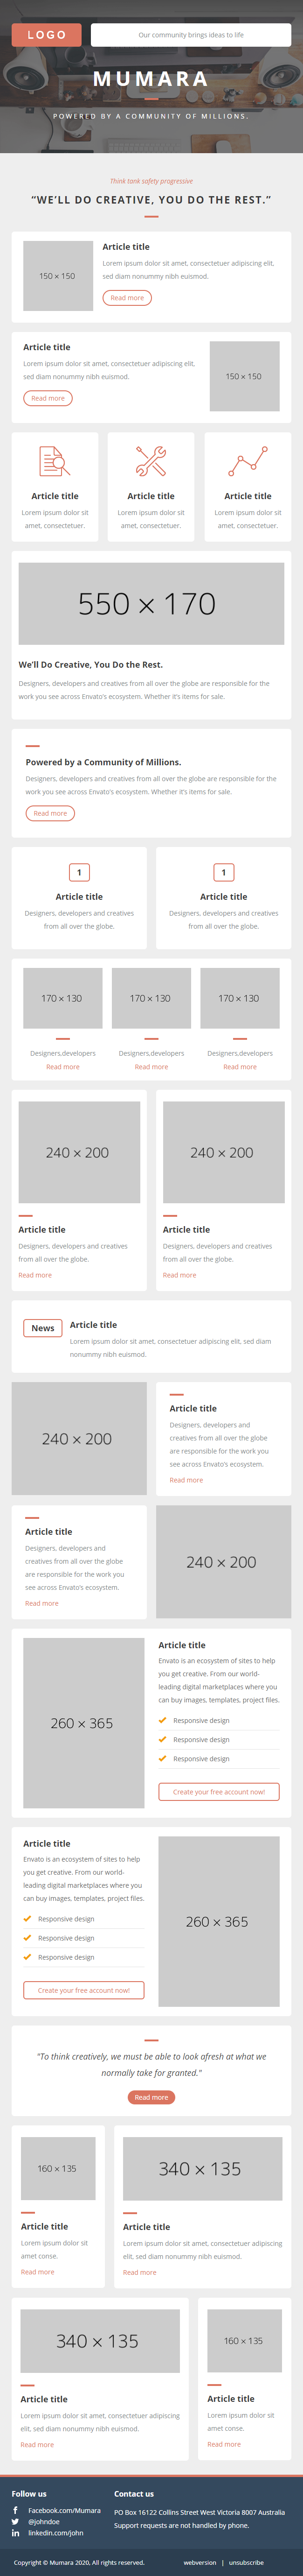 LOGO
Our community brings ideas to life
MUMARA
POWERED BY A COMMUNITY OF MILLIONS.
Think tank safety progressive
“WE’LL DO CREATIVE, YOU DO THE REST.”
150 × 150
Article title
Lorem ipsum dolor sit amet, consectetuer adipiscing elit,
sed diam nonummy nibh euismod.
Read more
Article title
Lorem ipsum dolor sit amet, consectetuer adipiscing elit,
sed diam nonummy nibh euismod.
Read more
150 × 150
Article title
Lorem ipsum dolor sit
amet, consectetuer.
Article title
Lorem ipsum dolor sit
amet, consectetuer.
Article title
Lorem ipsum dolor sit
amet, consectetuer.
550 × 170
We'll Do Creative, You Do the Rest.
Designers, developers and creatives from all over the globe are responsible for the
work you see across Envato's ecosystem. Whether it's items for sale.
Powered by a Community of Millions.
Designers, developers and creatives from all over the globe are responsible for the
work you see across Envato's ecosystem. Whether it's items for sale.
Read more
1
Article title
Designers, developers and creatives
from all over the globe.
1
Article title
Designers, developers and creatives
from all over the globe.
170 × 130
Designers,developers
Read more
170 × 130
Designers,developers
Read more
170 × 130
Designers,developers
Read more
240 × 200
Article title
Designers, developers and creatives
from all over the globe.
Read more
240 × 200
Article title
Designers, developers and creatives
from all over the globe.
Read more
News
Article title
Lorem ipsum dolor sit amet, consectetuer adipiscing elit, sed diam
nonummy nibh euismod.
240 × 200
Article title
Designers, developers and
creatives from all over the globe
are responsible for the work you
see across Envato's ecosystem.
Read more
Article title
Designers, developers and
creatives from all over the globe
are responsible for the work you
see across Envato's ecosystem.
Read more
240 × 200
260 × 365
Article title
Envato is an ecosystem of sites to help
you get creative. From our world-
leading digital marketplaces where you
can buy images, templates, project files.
Responsive design
Responsive design
Responsive design
Create your free account now!
Article title
Envato is an ecosystem of sites to help
you get creative. From our world-
leading digital marketplaces where you
can buy images, templates, project files.
Responsive design
Responsive design
Responsive design
Create your free account now!
260 × 365
"To think creatively, we must be able to look afresh at what we
normally take for granted."
Read more
160 × 135
Article title
Lorem ipsum dolor sit
amet conse.
Read more
340 × 135
Article title
Lorem ipsum dolor sit amet, consectetuer adipiscing
elit, sed diam nonummy nibh euismod.
Read more
340 × 135
Article title
Lorem ipsum dolor sit amet, consectetuer adipiscing
elit, sed diam nonummy nibh euismod.
Read more
160 × 135
Article title
Lorem ipsum dolor sit
amet conse.
Read more
Follow us
Facebook.com/Mumara
@johndoe
linkedin.com/john
Contact us
PO Box 16122 Collins Street West Victoria 8007 Australia
Support requests are not handled by phone.
Copyright © Mumara 2020, All rights reserved.
webversion | unsubscribe